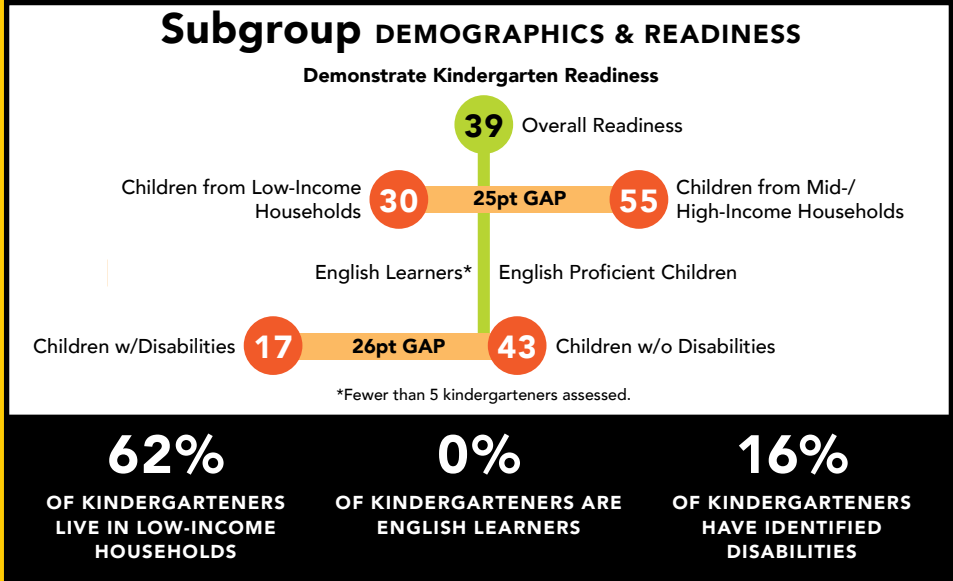 Subgroup DEMOGRAPHICS & READINESS
Demonstrate Kindergarten Readiness
39 Overall Readiness
Children from Low-Income
Households
30
25pt GAP
55
Children from Mid-/
High-Income Households
English Learners*
English Proficient Children
Children w/Disabilities
17
26pt GAP
43
Children w/o Disabilities
*Fewer than 5 kindergarteners assessed.
62%
OF KINDERGARTENERS
LIVE IN LOW-INCOME
HOUSEHOLDS
0%
OF KINDERGARTENERS ARE
ENGLISH LEARNERS
16%
OF KINDERGARTENERS
HAVE IDENTIFIED
DISABILITIES